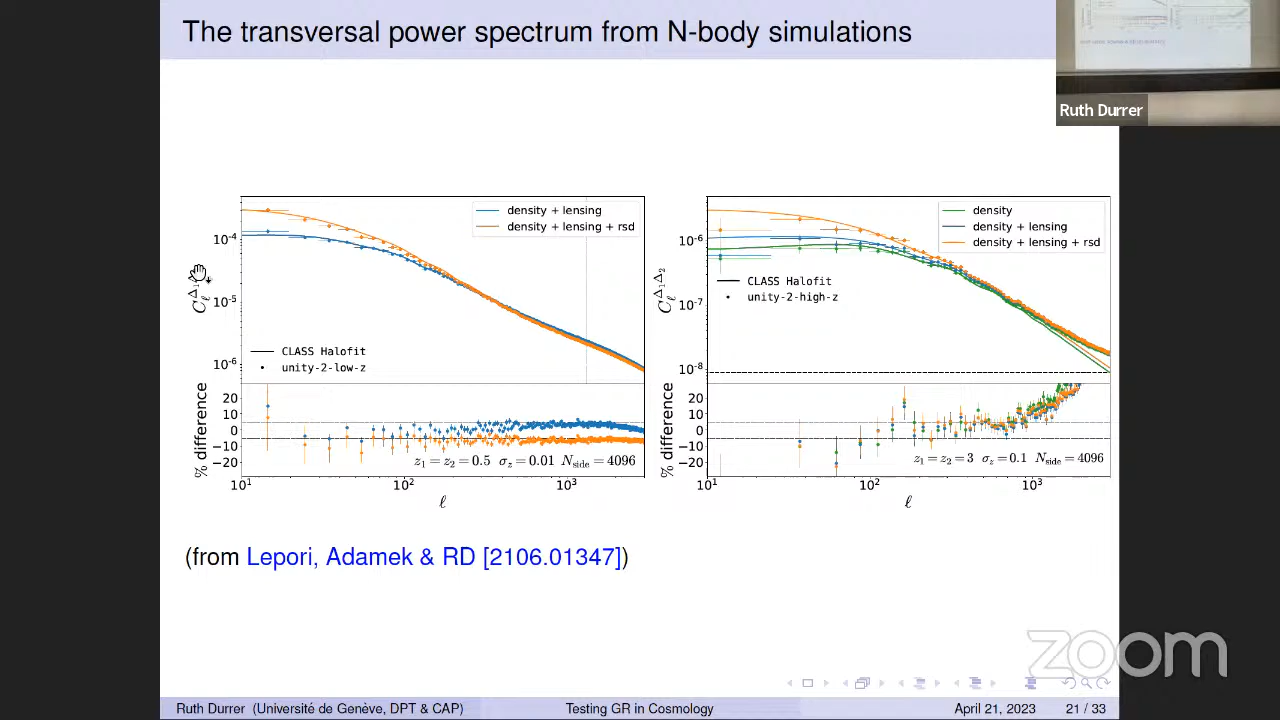 The transversal power spectrum from N-body simulations
Ruth Durrer
density + lensing
density + lensing + rsd
10⁻⁴
10⁻⁵
10⁻⁶
CLASS Halofit
unity-2-low-z
% difference
20
10
0
−10
−20
z₁ = z₂ = 0.5 σ_z = 0.01 N_side = 4096
10¹ 10² 10³
ℓ
density
density + lensing
density + lensing + rsd
C_ℓ^Δ₁Δ₂
10⁻⁶
10⁻⁷
10⁻⁸
CLASS Halofit
unity-2-high-z
% difference
20
10
0
−10
−20
z₁ = z₂ = 3 σ_z = 0.1 N_side = 4096
10¹ 10² 10³
ℓ
(from Lepori, Adamek & RD [2106.01347])
zoom
Ruth Durrer (Université de Genève, DPT & CAP) Testing GR in Cosmology April 21, 2023 21 / 33